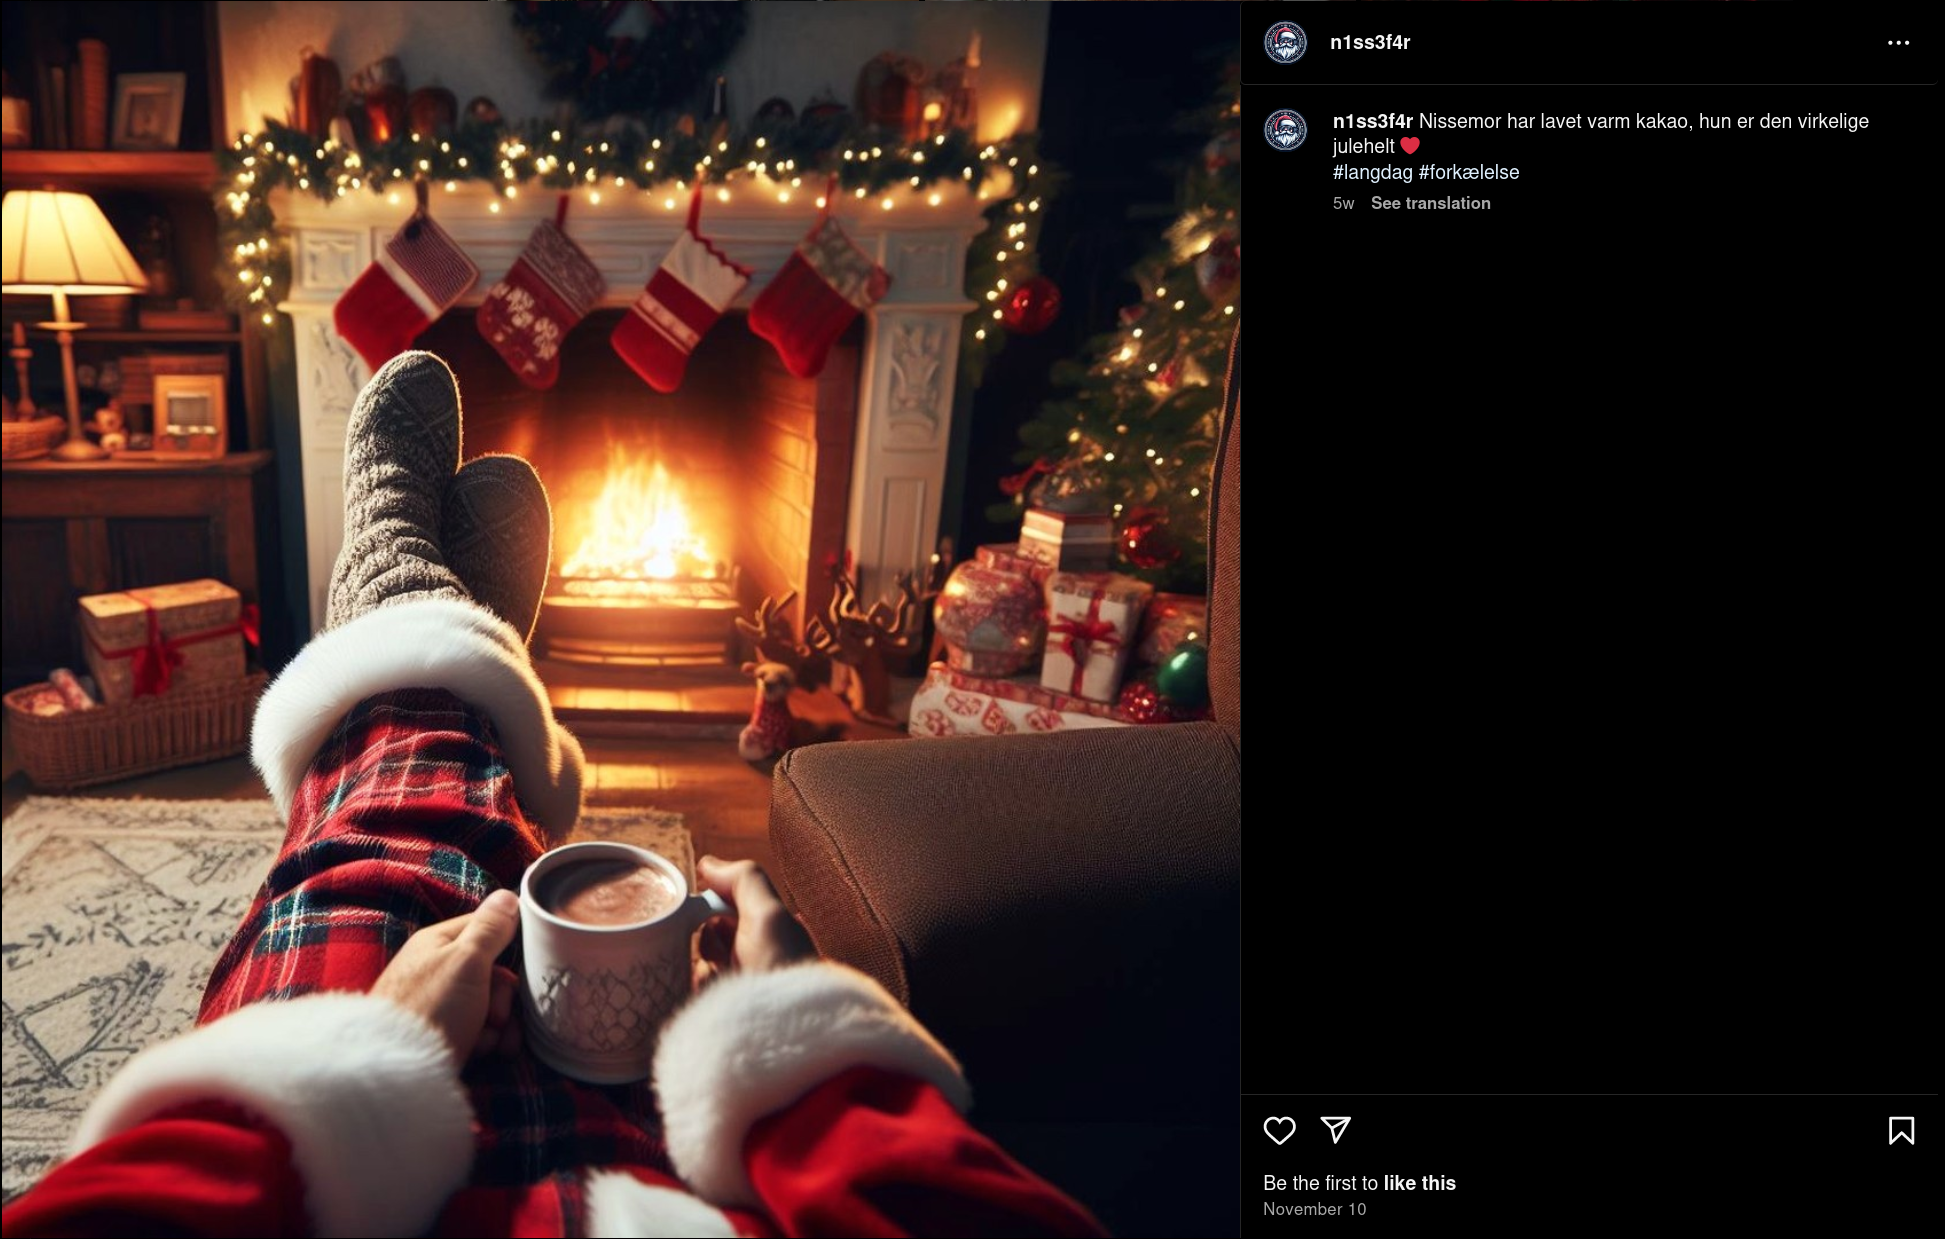 n1ss3f4r
n1ss3f4r Nissemor har lavet varm kakao, hun er den virkelige
julehelt ❤️
#langdag #forkælelse
5w See translation
Be the first to like this
November 10